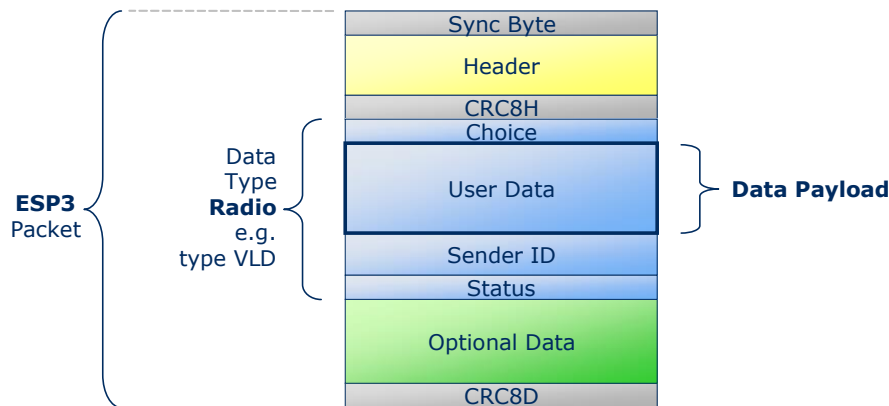 Sync Byte
Header
CRC8H
Choice
User Data
Sender ID
Status
Optional Data
CRC8D
ESP3
Packet
Data
Type
Radio
e.g.
type VLD
Data Payload